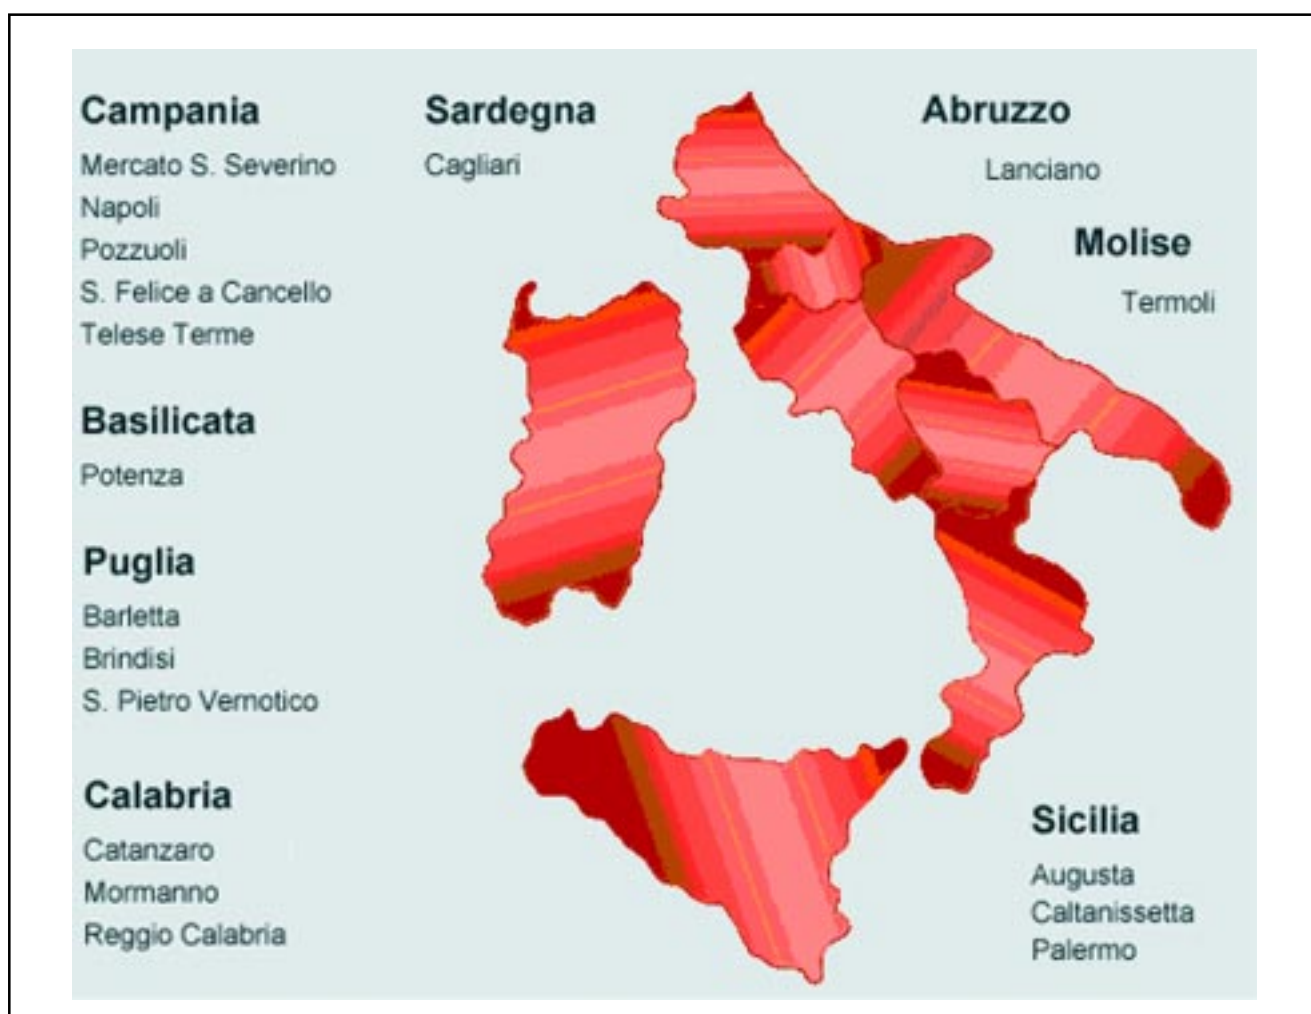 Campania
Mercato S. Severino
Napoli
Pozzuoli
S. Felice a Cancello
Telese Terme
Basilicata
Potenza
Puglia
Barletta
Brindisi
S. Pietro Vernotico
Calabria
Catanzaro
Mormanno
Reggio Calabria
Sardegna
Cagliari
Abruzzo
Lanciano
Molise
Termoli
Sicilia
Augusta
Caltanissetta
Palermo